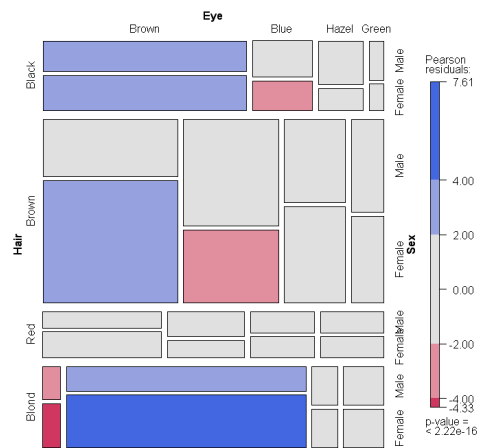 Eye
Brown Blue Hazel Green
Pearson
residuals:
7.61
4.00
2.00
0.00
-2.00
-4.00
-4.33
p-value =
< 2.22e-16
Hair
Black
Brown
Red
Blond
Sex
Male
Female
Male
Female
Male
Female
Male
Female